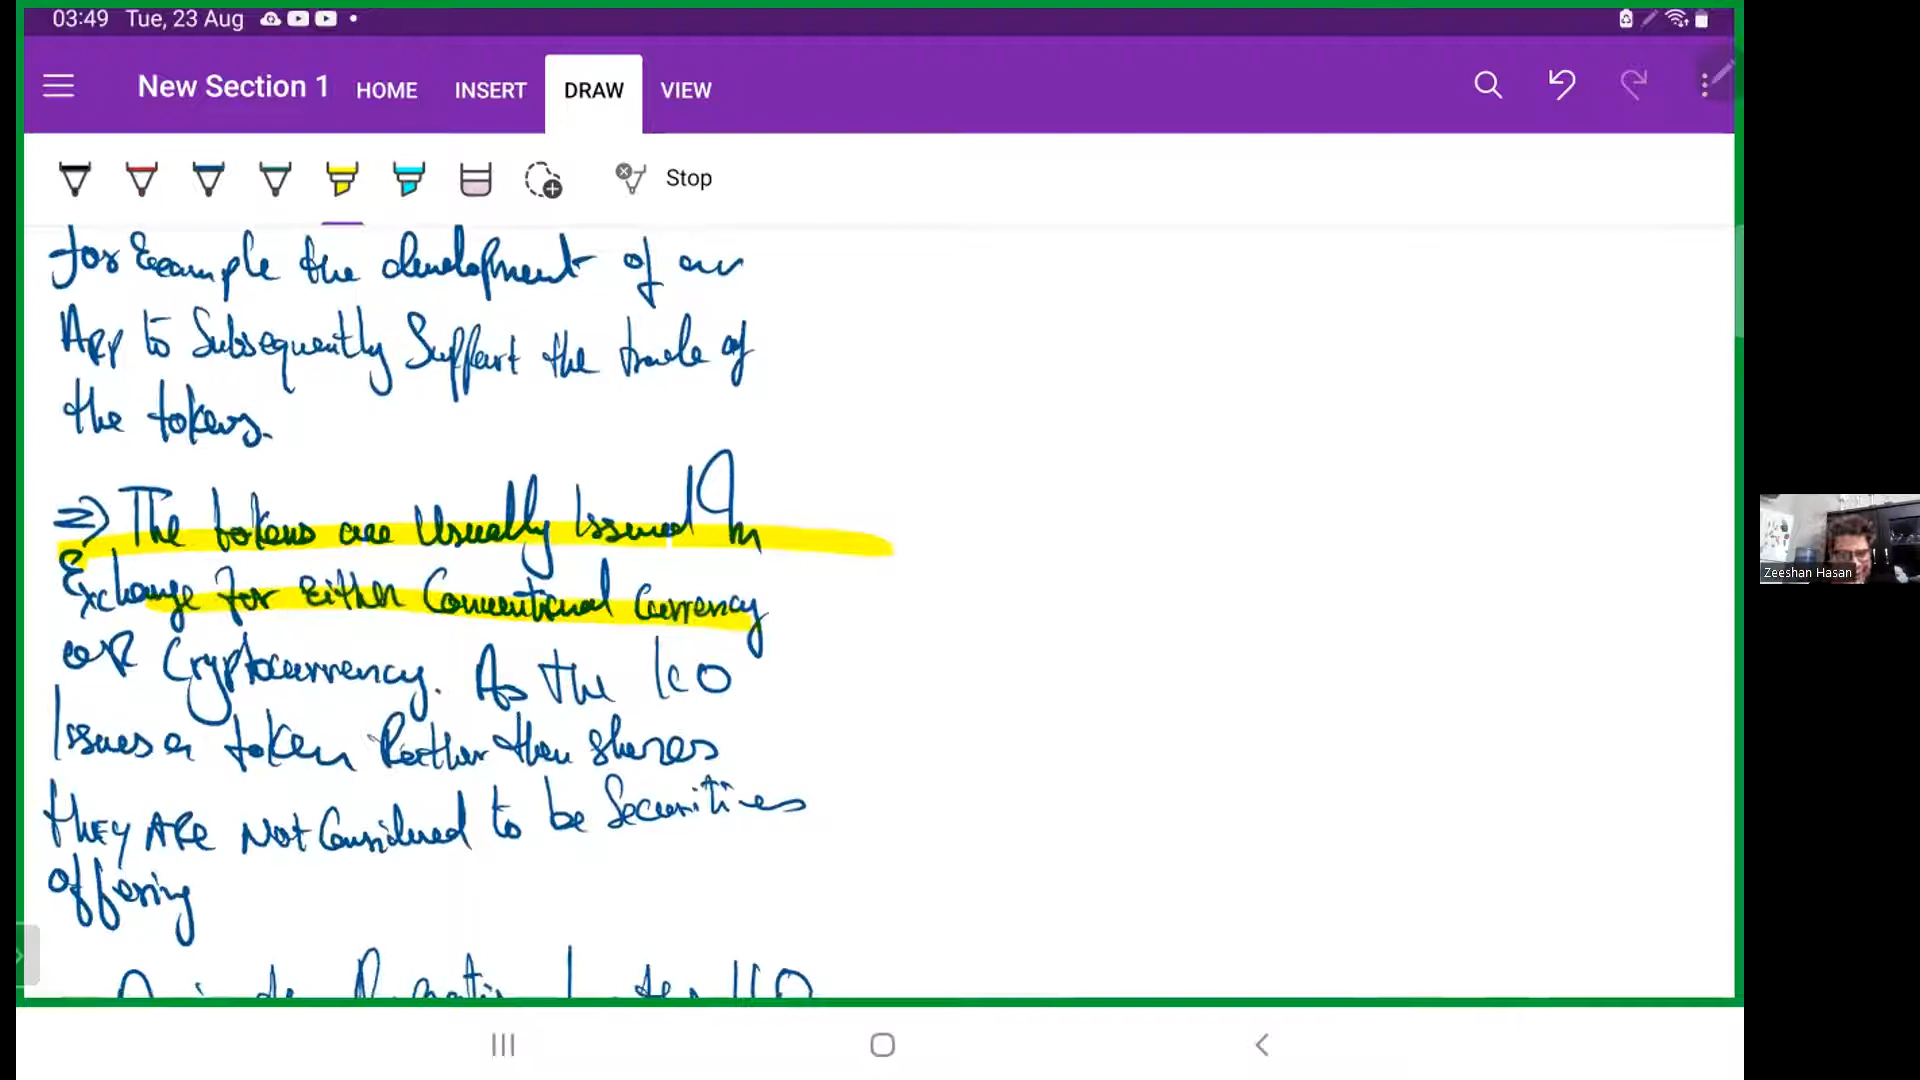 03:49 Tue, 23 Aug
New Section 1 HOME INSERT DRAW VIEW
Stop
for Example the development of an
App to Subsequently Support the trade of
the tokens.
=> The tokens are Usually Issued In
Exchange for Either Conventional Currency
OR Cryptocurrency. As the ICO
Issues a token Rather than shares
they ARE Not Considered to be Securities
offering
ICO
Zeeshan Hasan